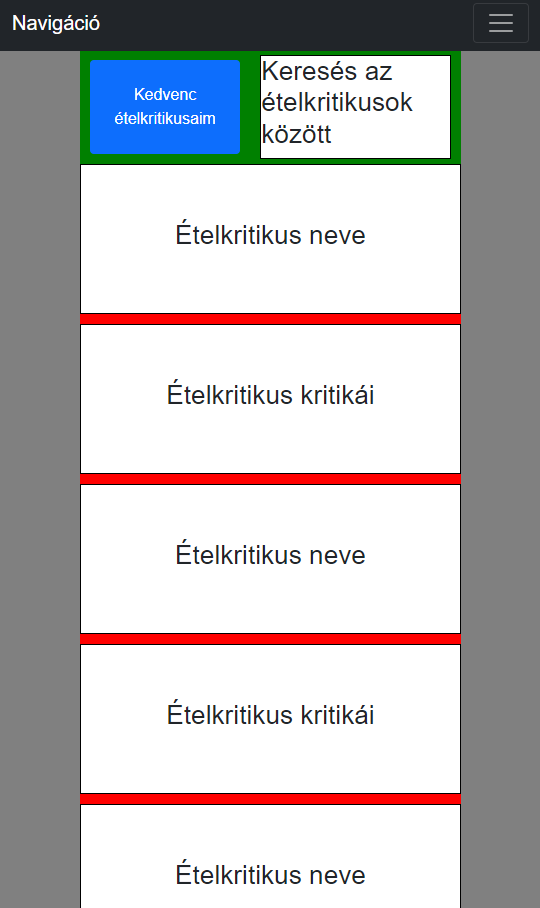 Navigáció
Kedvenc
ételkritikusaim
Keresés az
ételkritikusok
között
Ételkritikus neve
Ételkritikus kritikái
Ételkritikus neve
Ételkritikus kritikái
Ételkritikus neve